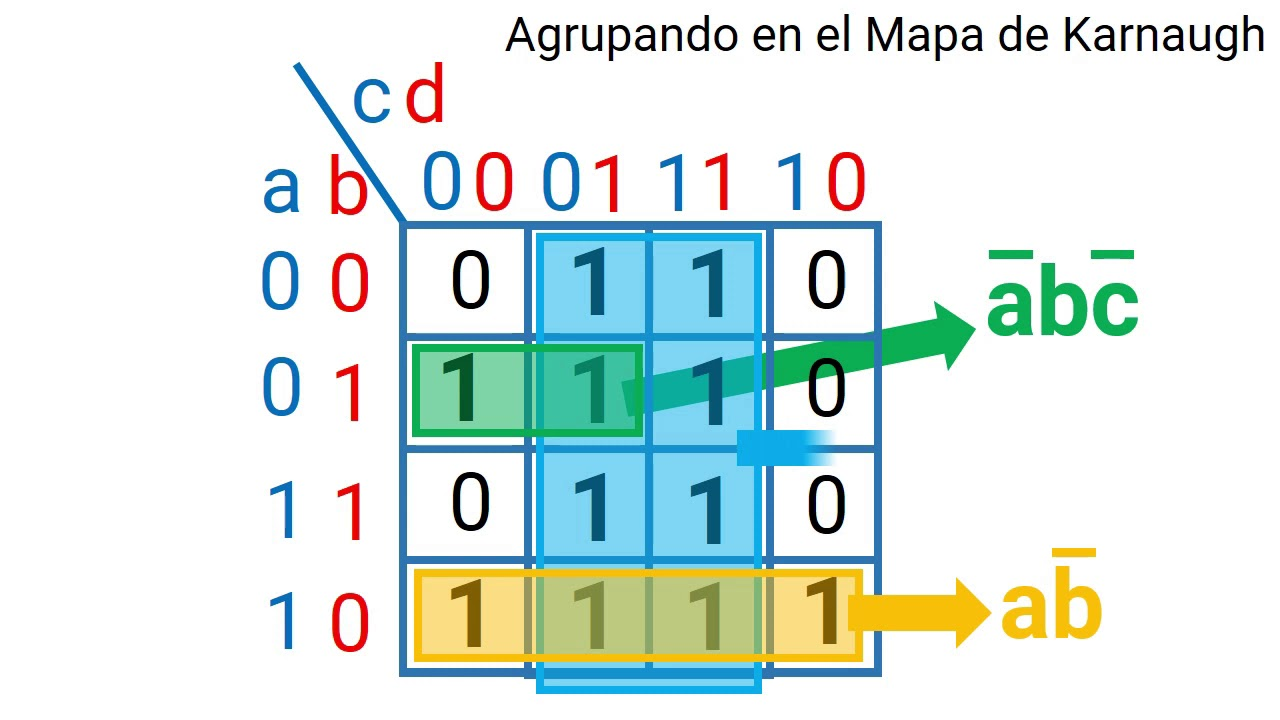 Agrupando en el Mapa de Karnaugh
c d
a b 00 01 11 10
0 0 0 1 1 0
a̅bc̅
0 1 1 1 1 0
1 1 0 1 1 0
1 0 1 1 1 1
ab̅